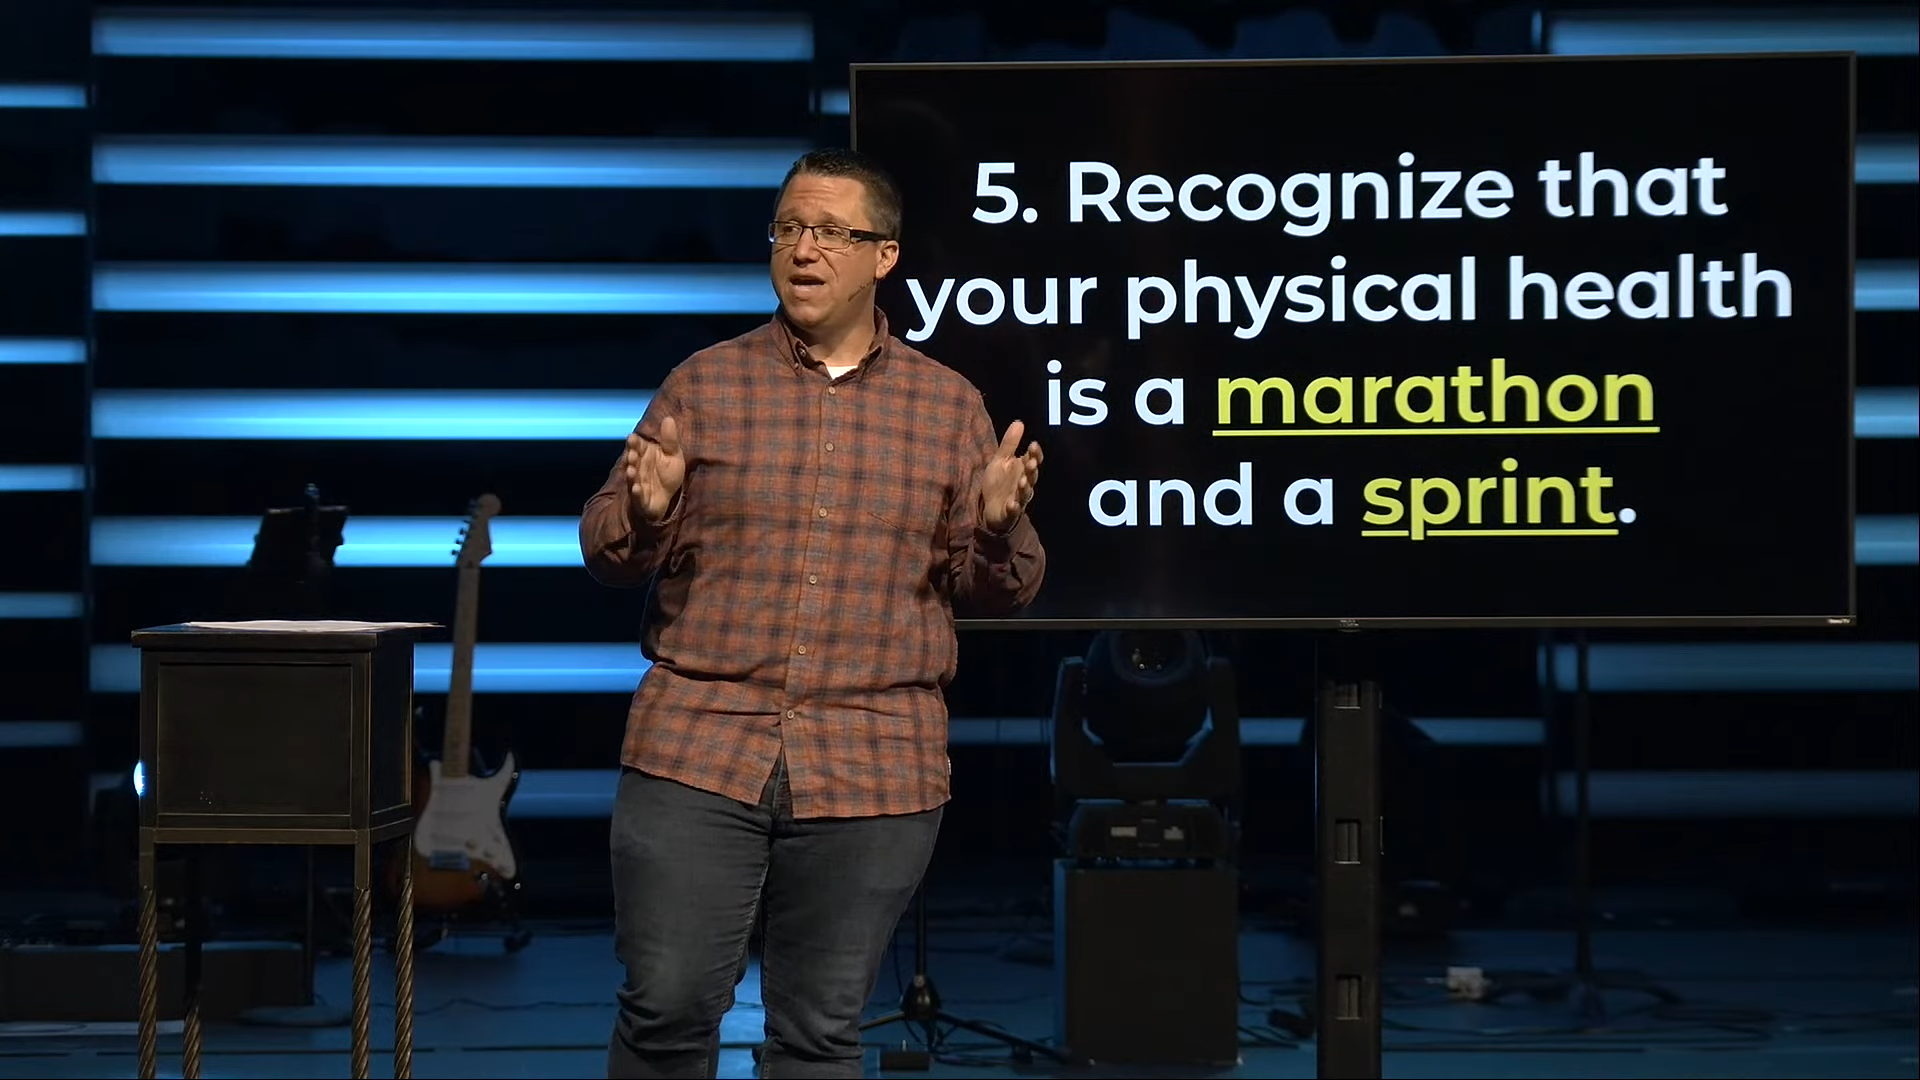 5. Recognize that
your physical health
is a marathon
and a sprint.